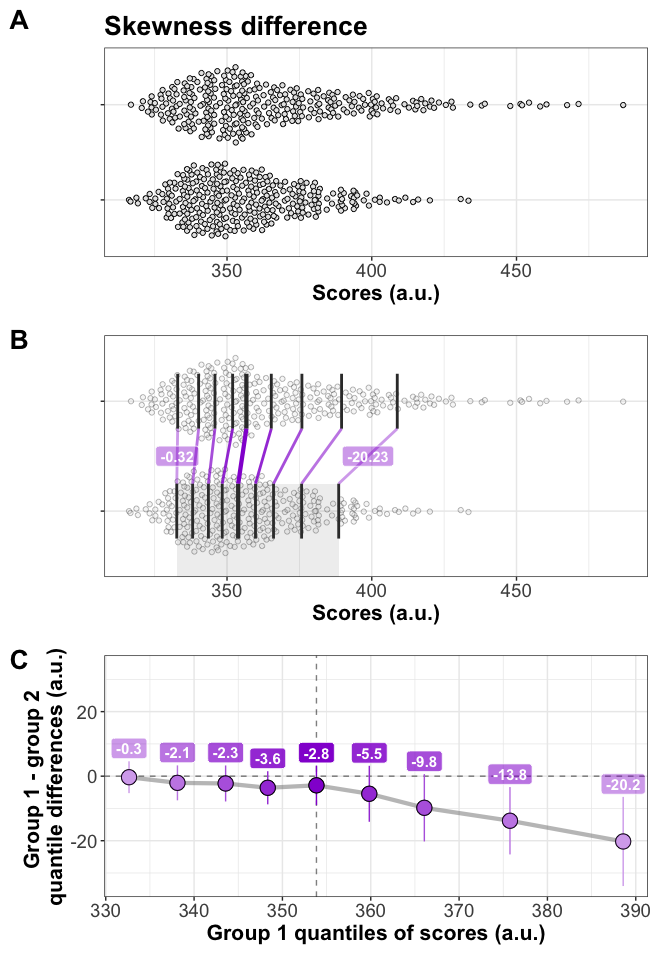 A
Skewness difference
350 400 450
Scores (a.u.)
B
-0.32 -20.23
350 400 450
Scores (a.u.)
C
Group 1 - group 2
quantile differences (a.u.)
20
0
-20
-0.3 -2.1 -2.3 -3.6 -2.8 -5.5 -9.8 -13.8 -20.2
330 340 350 360 370 380 390
Group 1 quantiles of scores (a.u.)